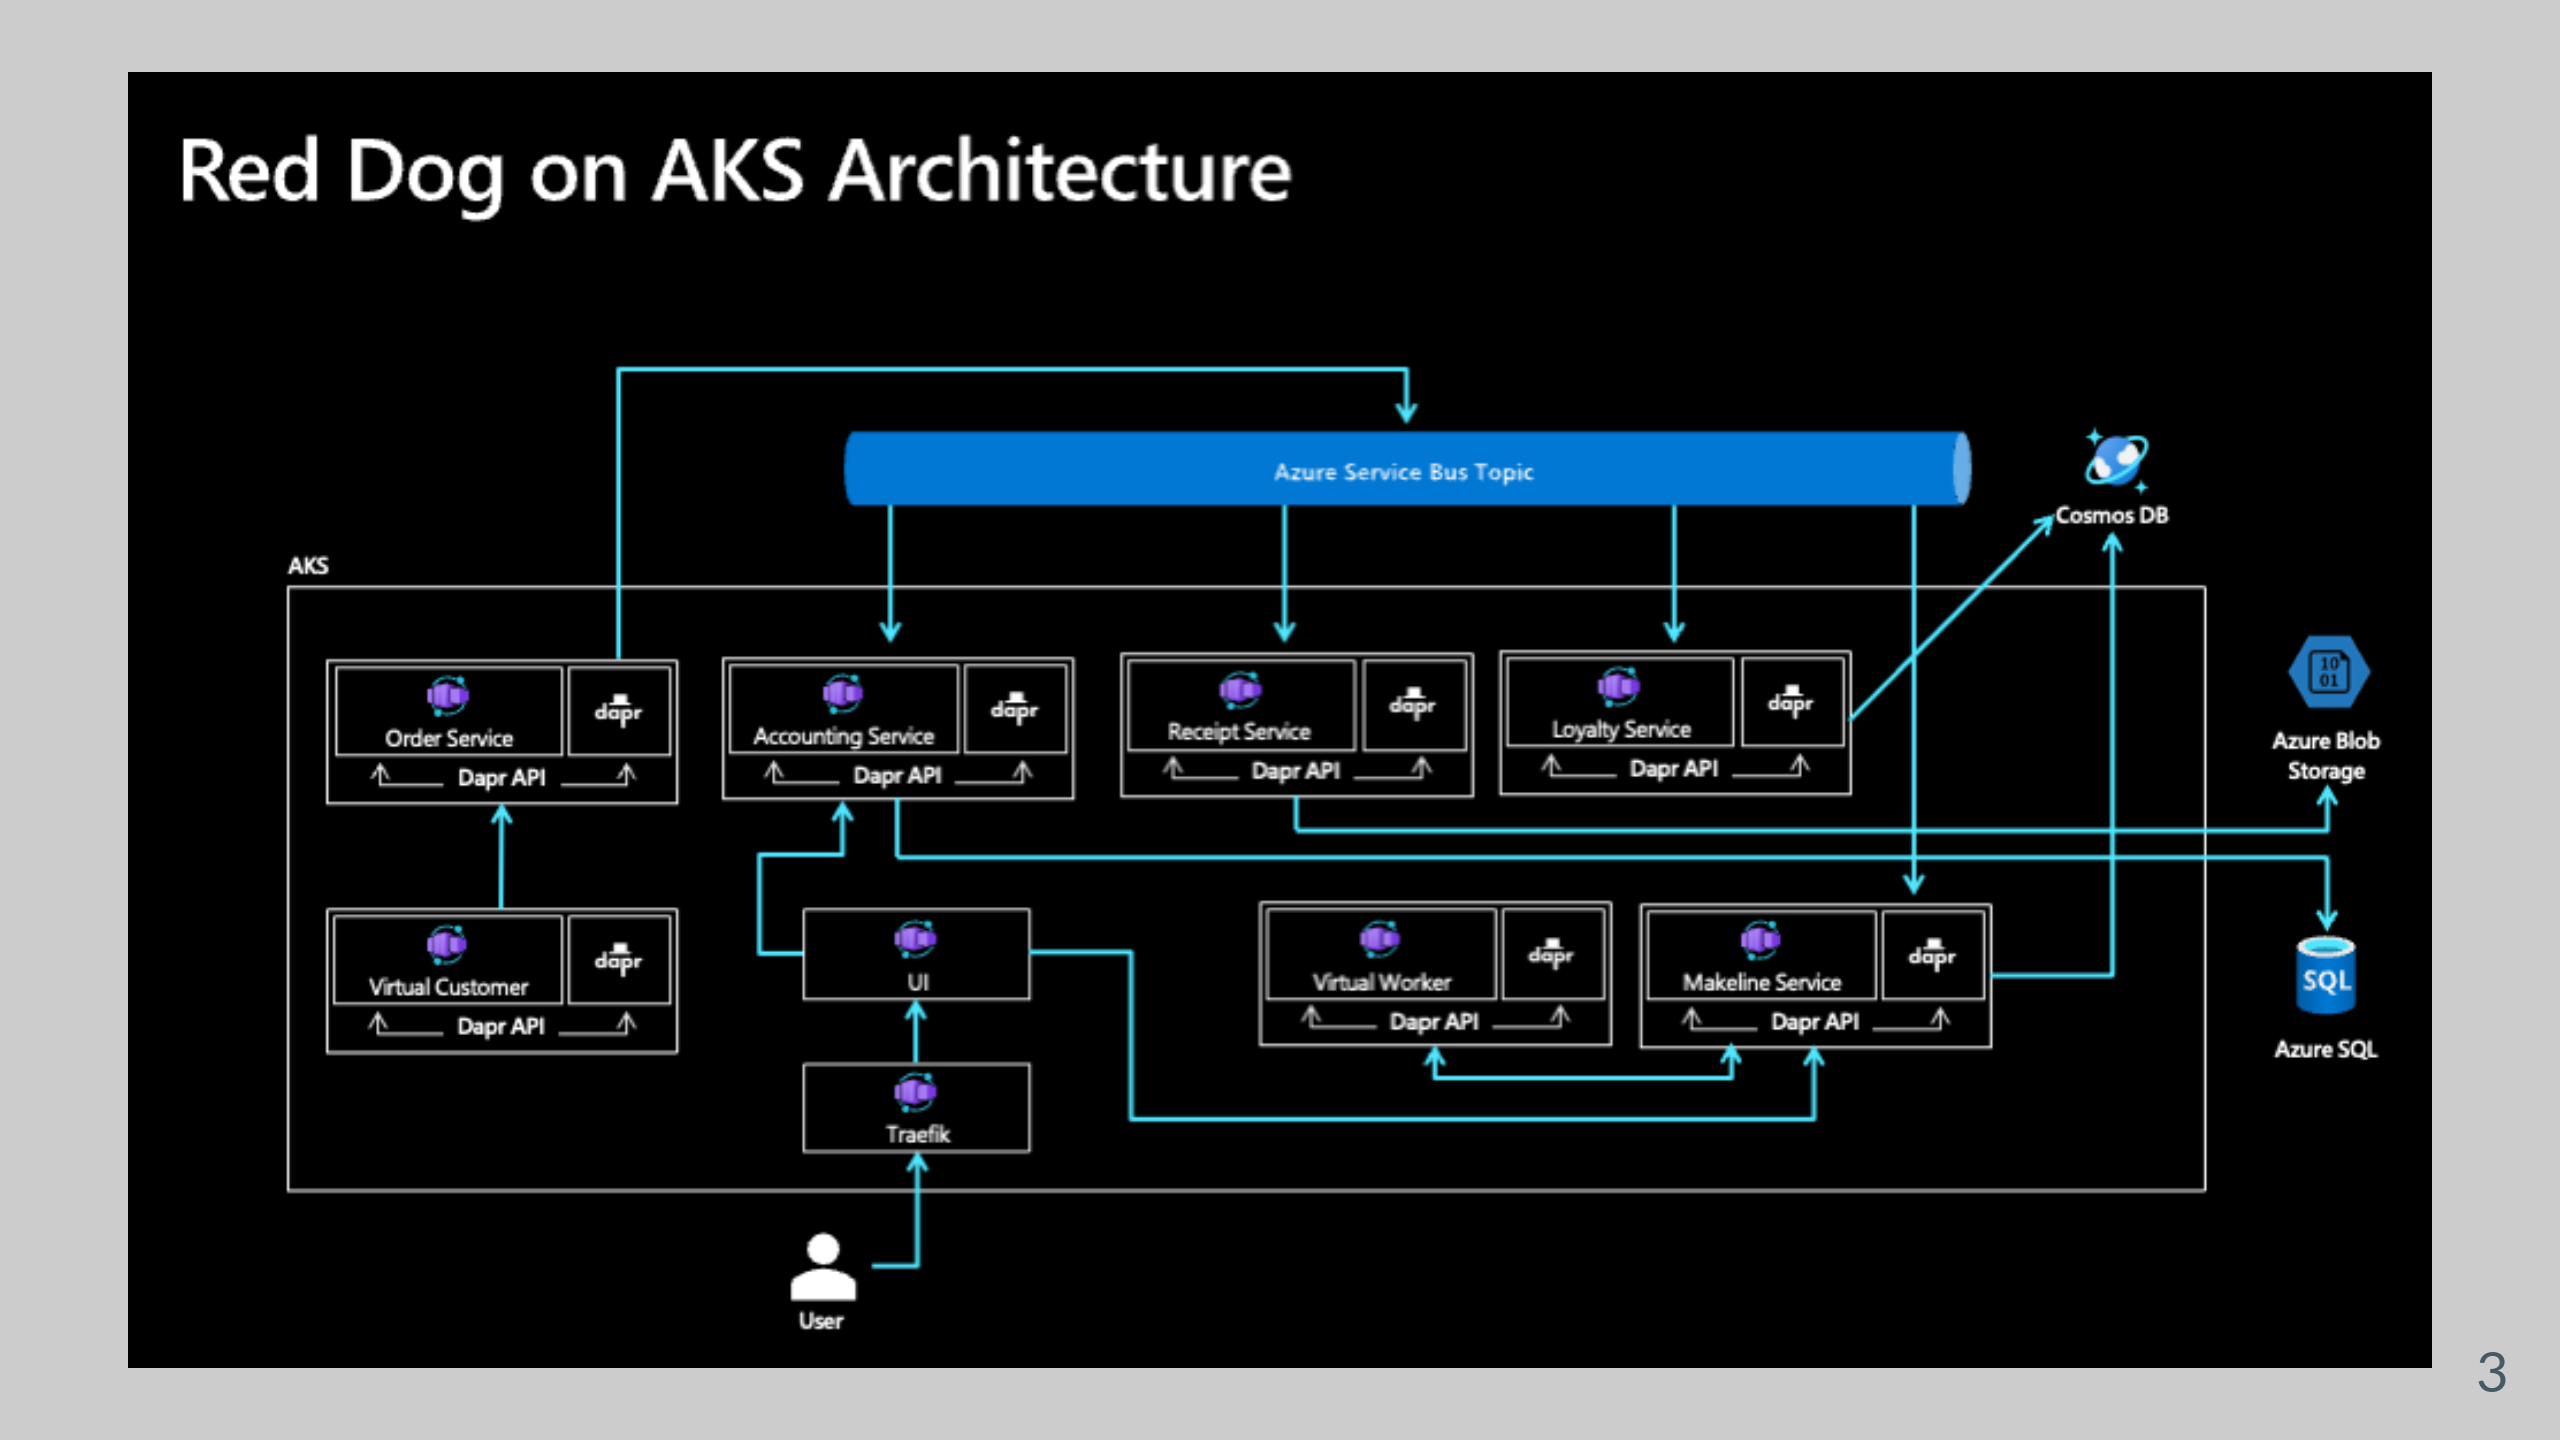 Red Dog on AKS Architecture
Azure Service Bus Topic
Cosmos DB
AKS
Order Service
dapr
Dapr API
Accounting Service
dapr
Dapr API
Receipt Service
dapr
Dapr API
Loyalty Service
dapr
Dapr API
10
01
Azure Blob
Storage
Virtual Customer
dapr
Dapr API
UI
Virtual Worker
dapr
Dapr API
Makeline Service
dapr
Dapr API
SQL
Azure SQL
Traefik
User
3